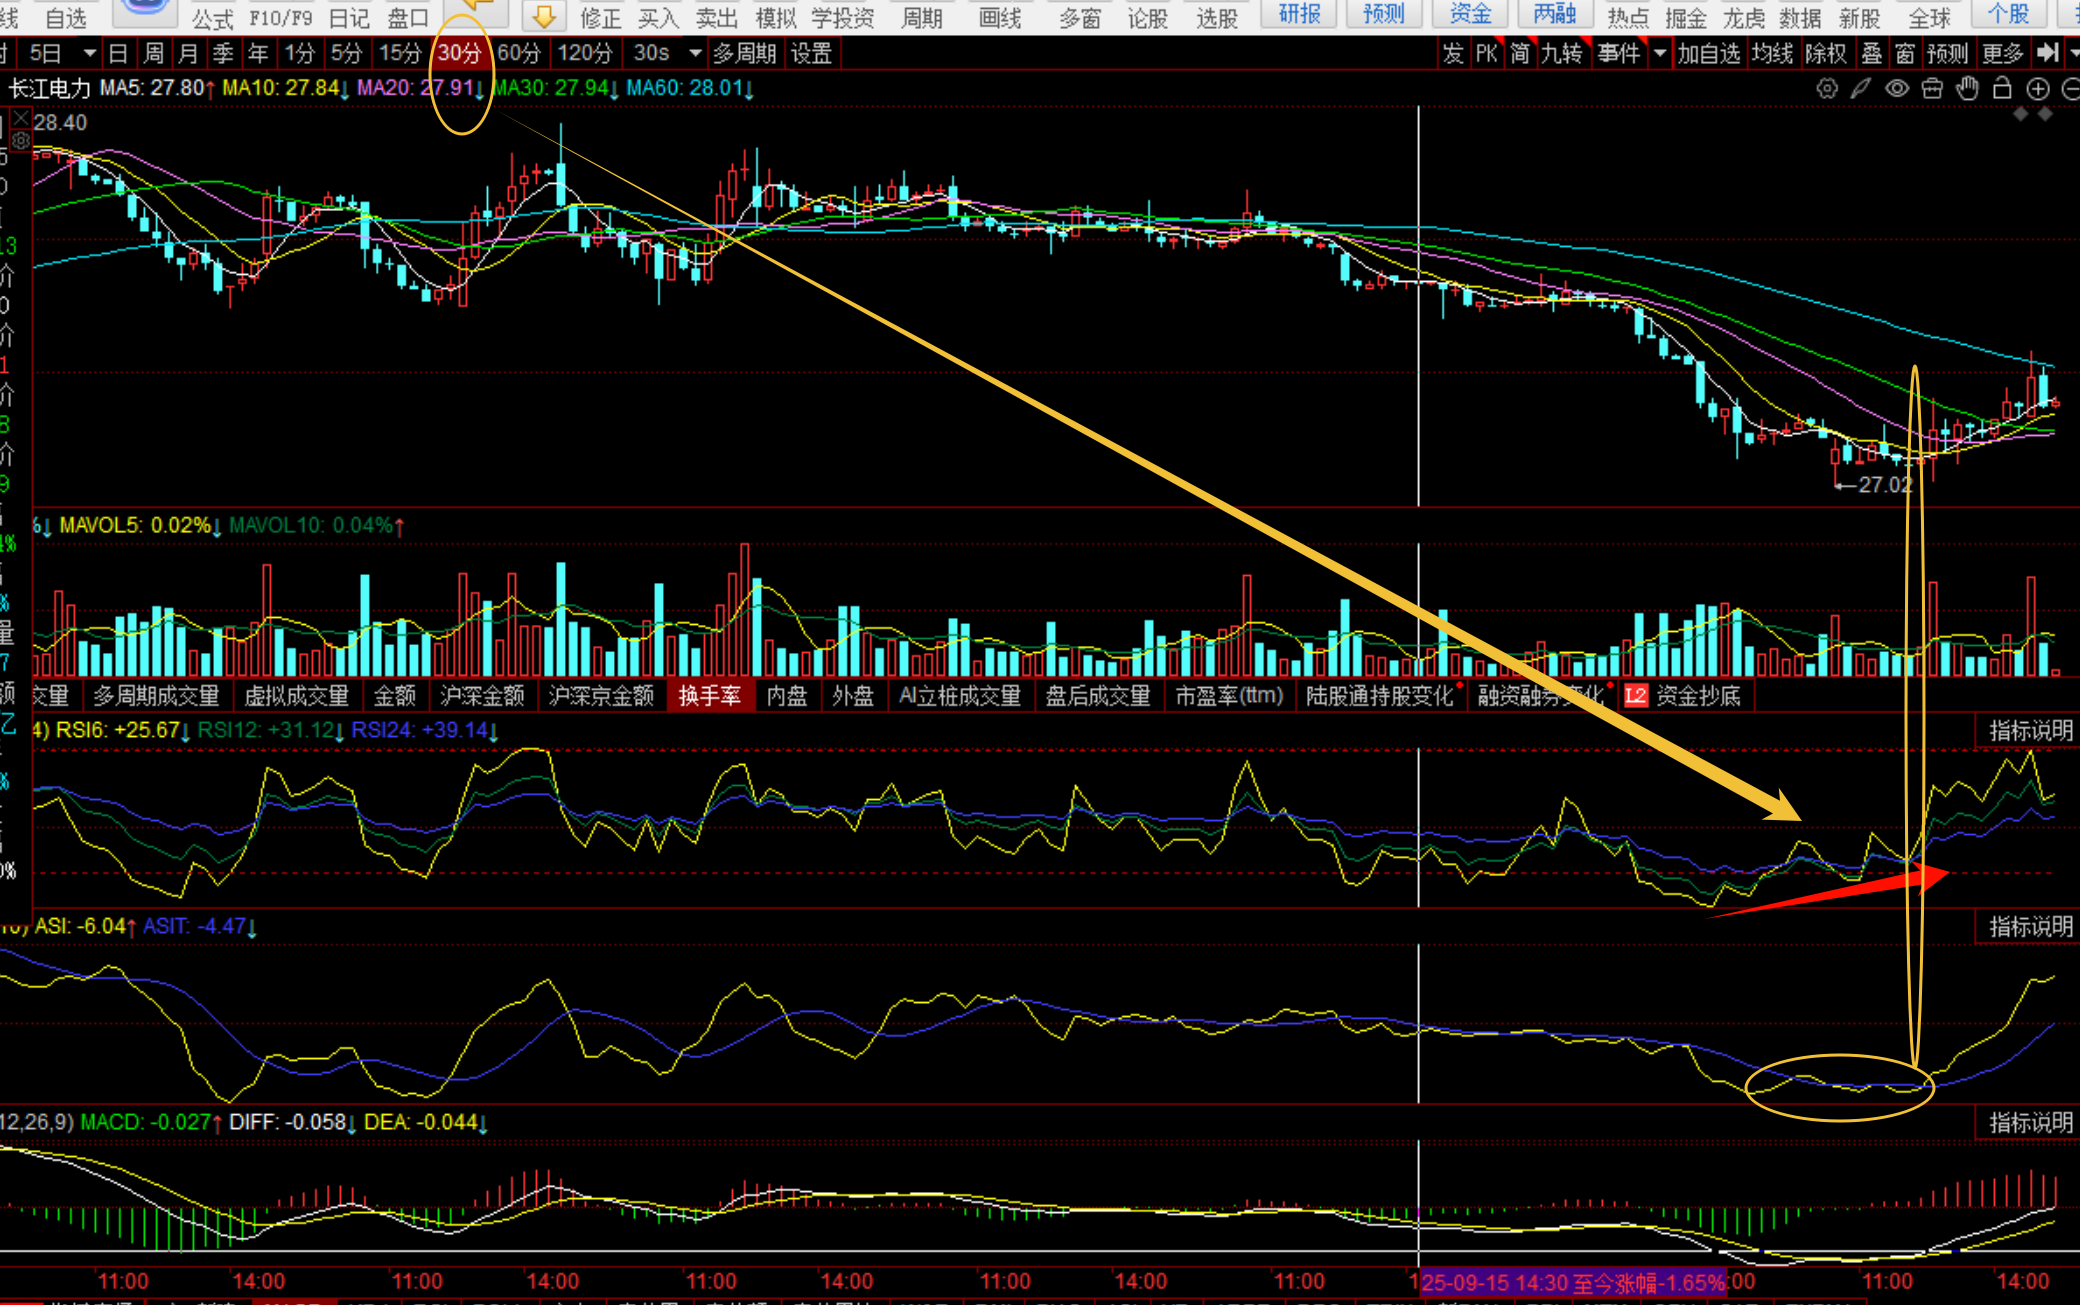 线 自选 公式 F10/F9 日记 盘口 修正 买入 卖出 模拟 学投资 周期 画线 多窗 论股 选股 研报 预测 资金 两融 热点 掘金 龙虎 数据 新股 全球 个股
5日 日 周 月 季 年 1分 5分 15分 30分 60分 120分 30s 多周期 设置 发 PK 简 九转 事件 加自选 均线 除权 叠 窗 预测 更多
长江电力 MA5: 27.80↑ MA10: 27.84↓ MA20: 27.91↓ MA30: 27.94↓ MA60: 28.01↓
28.40
←27.02
%↓ MAVOL5: 0.02%↓ MAVOL10: 0.04%↑
交量 多周期成交量 虚拟成交量 金额 沪深金额 沪深京金额 换手率 内盘 外盘 AI立桩成交量 盘后成交量 市盈率(ttm) 陆股通持股变化 融资融券变化 L2 资金抄底
4) RSI6: +25.67↓ RSI12: +31.12↓ RSI24: +39.14↓ 指标说明
10) ASI: -6.04↑ ASIT: -4.47↓ 指标说明
12,26,9) MACD: -0.027↑ DIFF: -0.058↓ DEA: -0.044↓ 指标说明
11:00 14:00 11:00 14:00 11:00 14:00 11:00 14:00 11:00 25-09-15 14:30 至今涨幅-1.65% :00 11:00 14:00